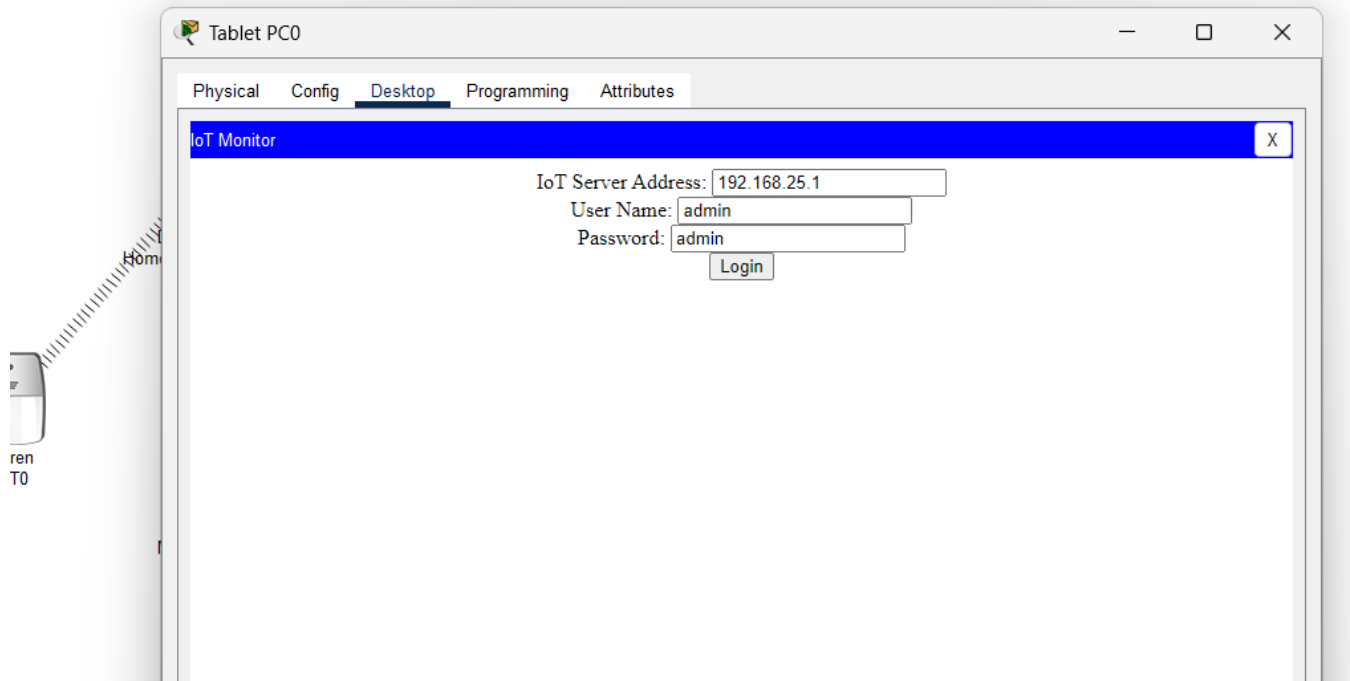 Tablet PC0
Physical Config Desktop Programming Attributes
IoT Monitor X
IoT Server Address: 192.168.25.1
User Name: admin
Password: admin
Login
Hom
ren
T0